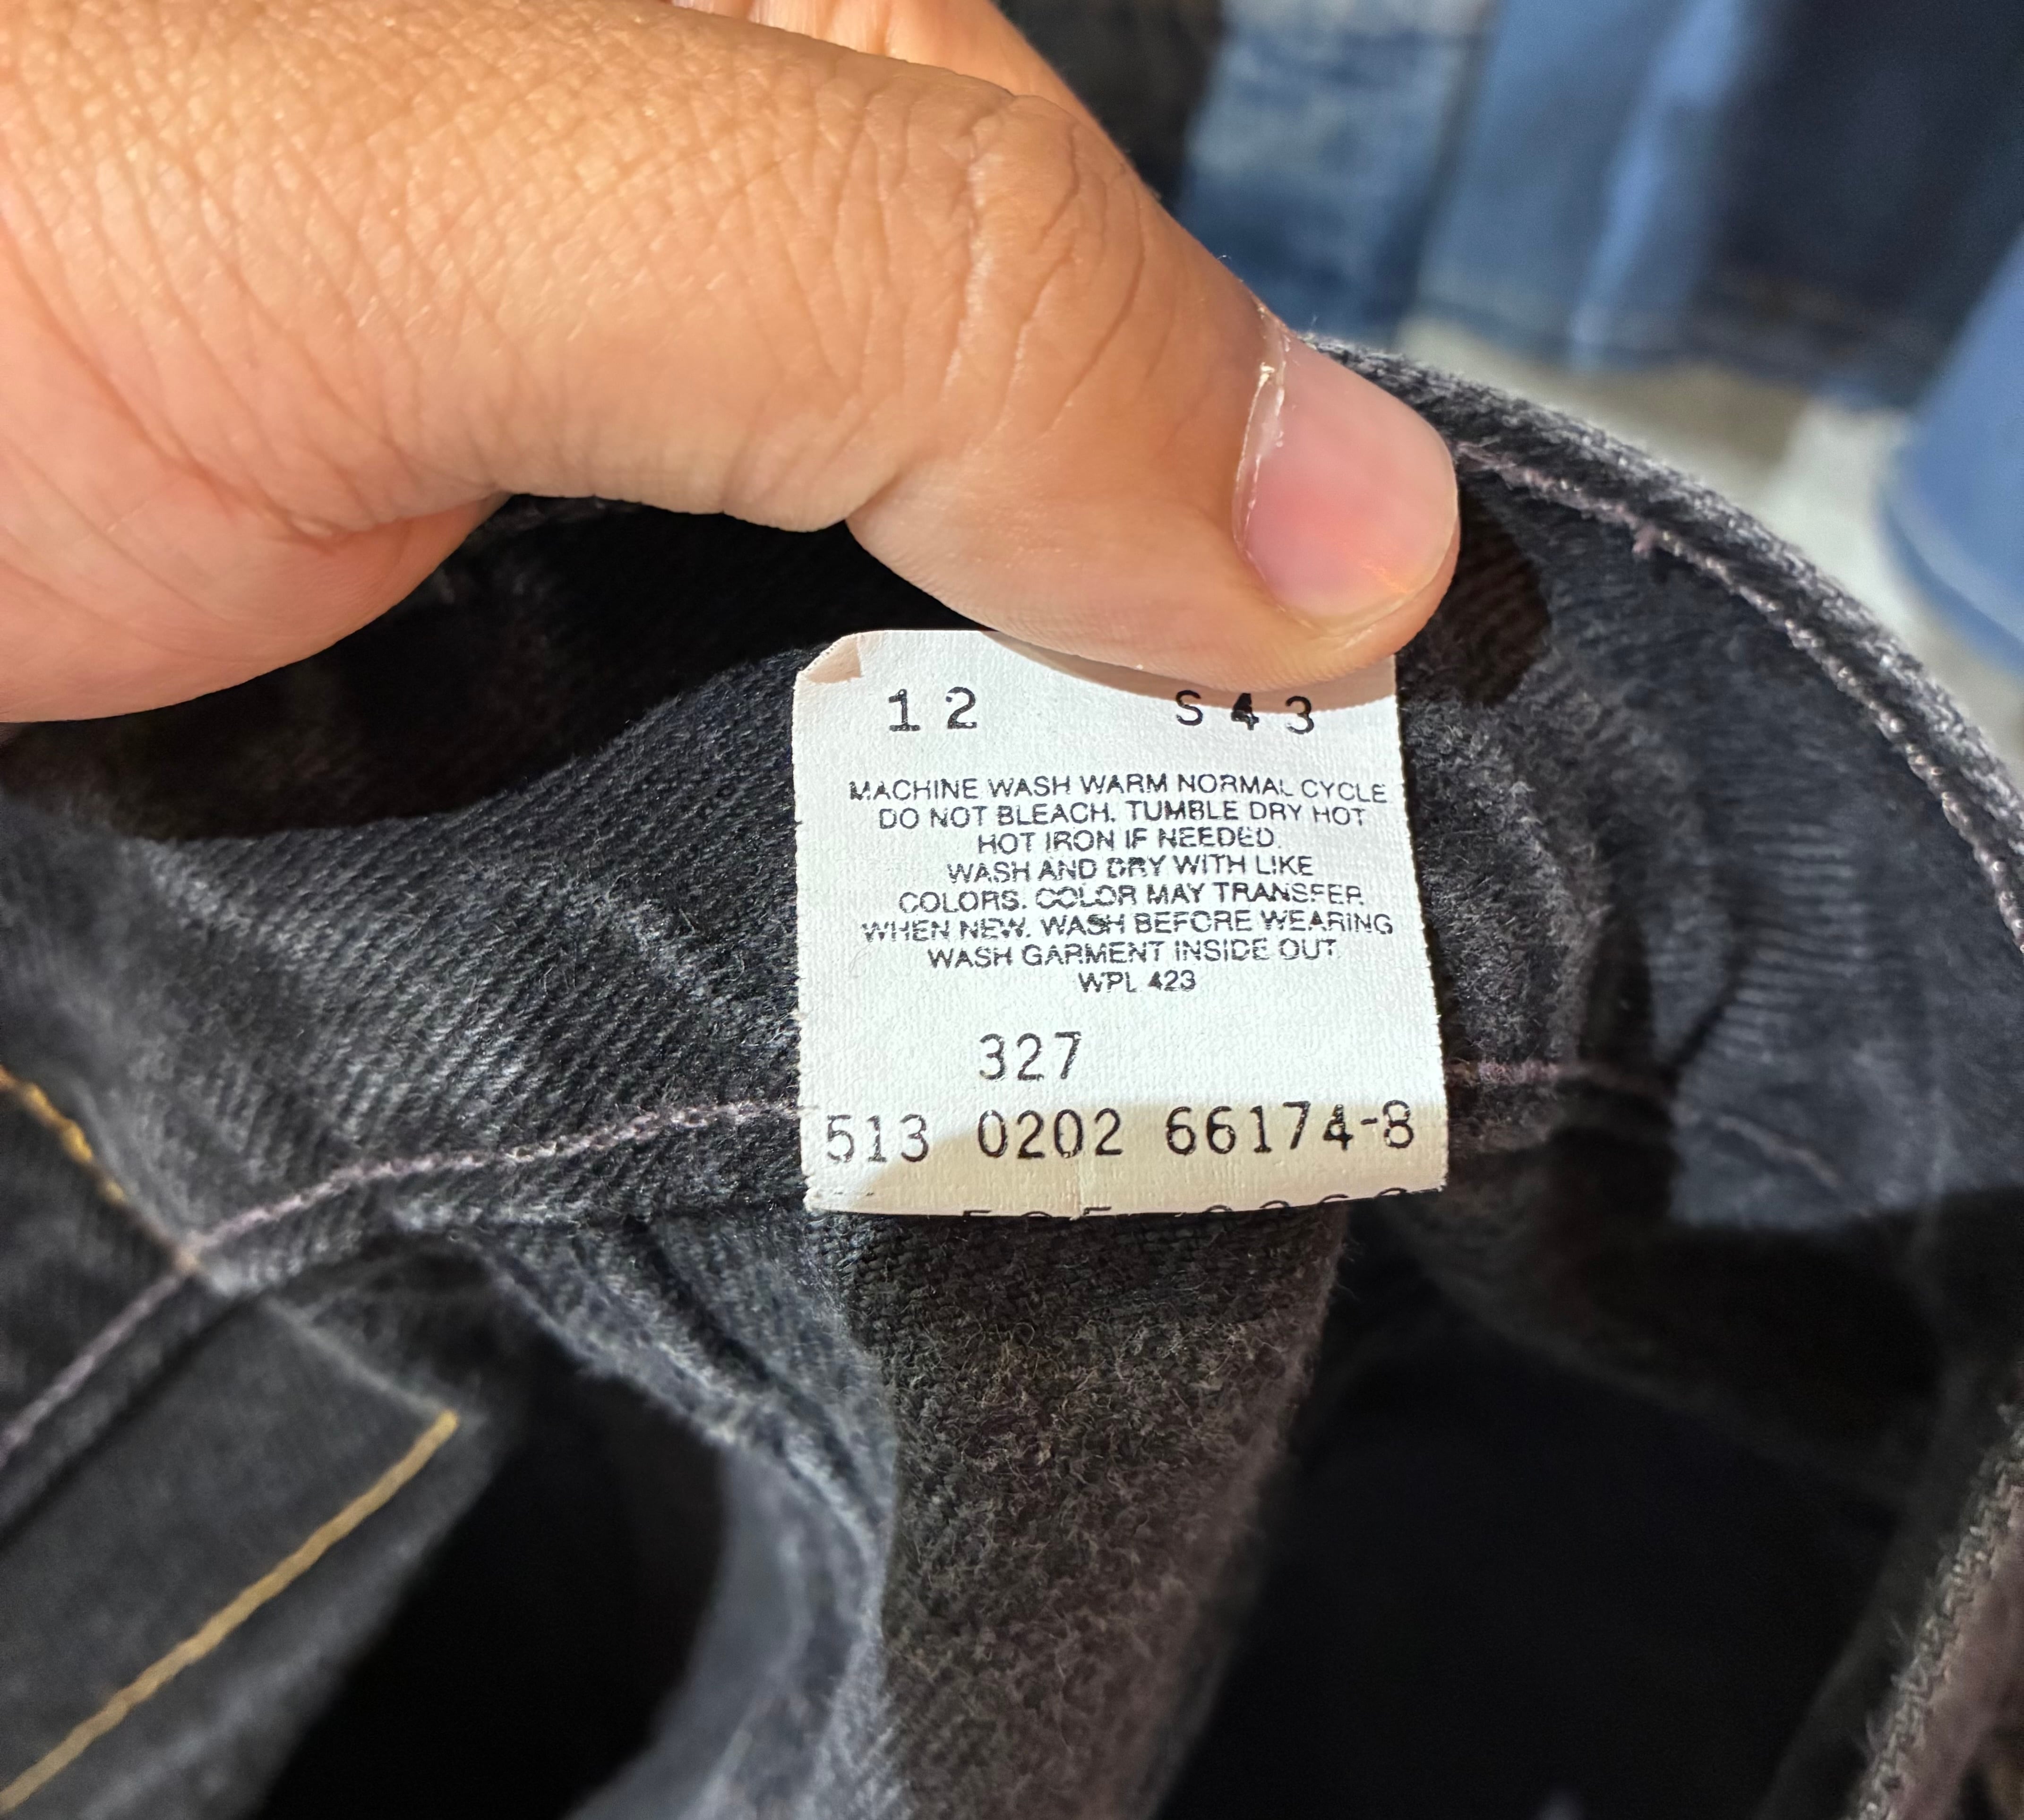 12 S43
MACHINE WASH WARM NORMAL CYCLE
DO NOT BLEACH. TUMBLE DRY HOT
HOT IRON IF NEEDED.
WASH AND DRY WITH LIKE
COLORS. COLOR MAY TRANSFER
WHEN NEW. WASH BEFORE WEARING
WASH GARMENT INSIDE OUT
WPL 423
327
513 0202 66174-8